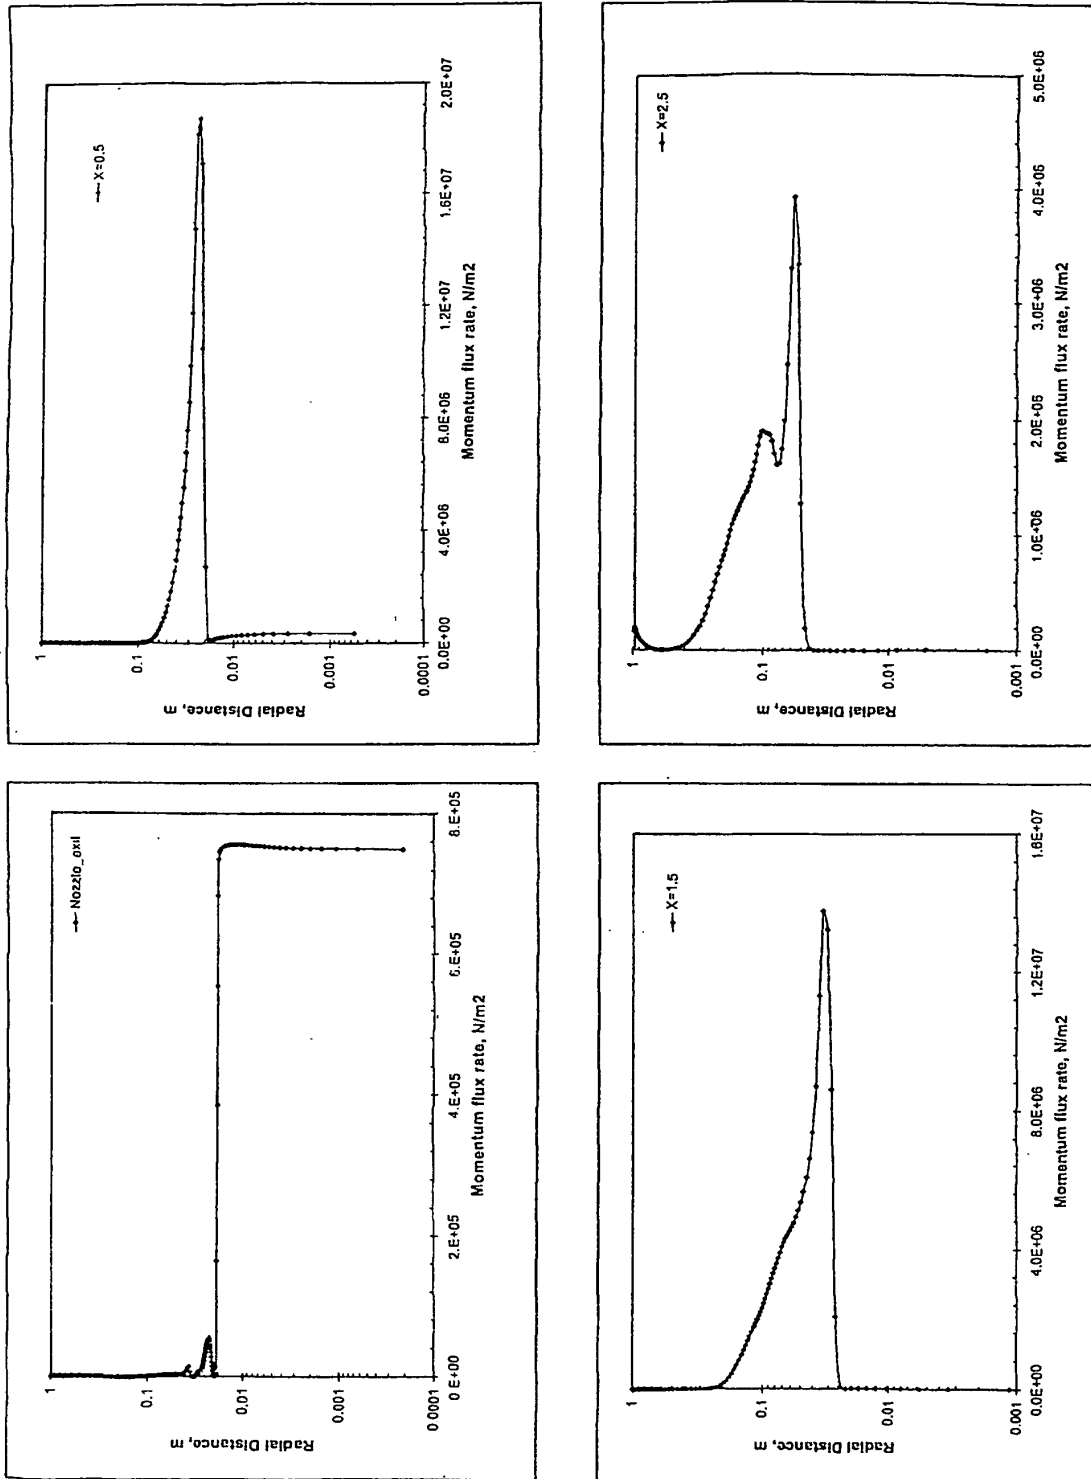 Nozzle_exit
1
0.1
0.01
0.001
0.0001
Radial Distance, m
0.E+00
2.E+05
4.E+05
6.E+05
8.E+05
Momentum flux rate, N/m2
X=0.5
1
0.1
0.01
0.001
0.0001
Radial Distance, m
0.0E+00
4.0E+06
8.0E+06
1.2E+07
1.6E+07
2.0E+07
Momentum flux rate, N/m2
X=1.5
1
0.1
0.01
0.001
Radial Distance, m
0.0E+00
4.0E+06
8.0E+06
1.2E+07
1.6E+07
Momentum flux rate, N/m2
X=2.5
1
0.1
0.01
0.001
Radial Distance, m
0.0E+00
1.0E+06
2.0E+06
3.0E+06
4.0E+06
5.0E+06
Momentum flux rate, N/m2